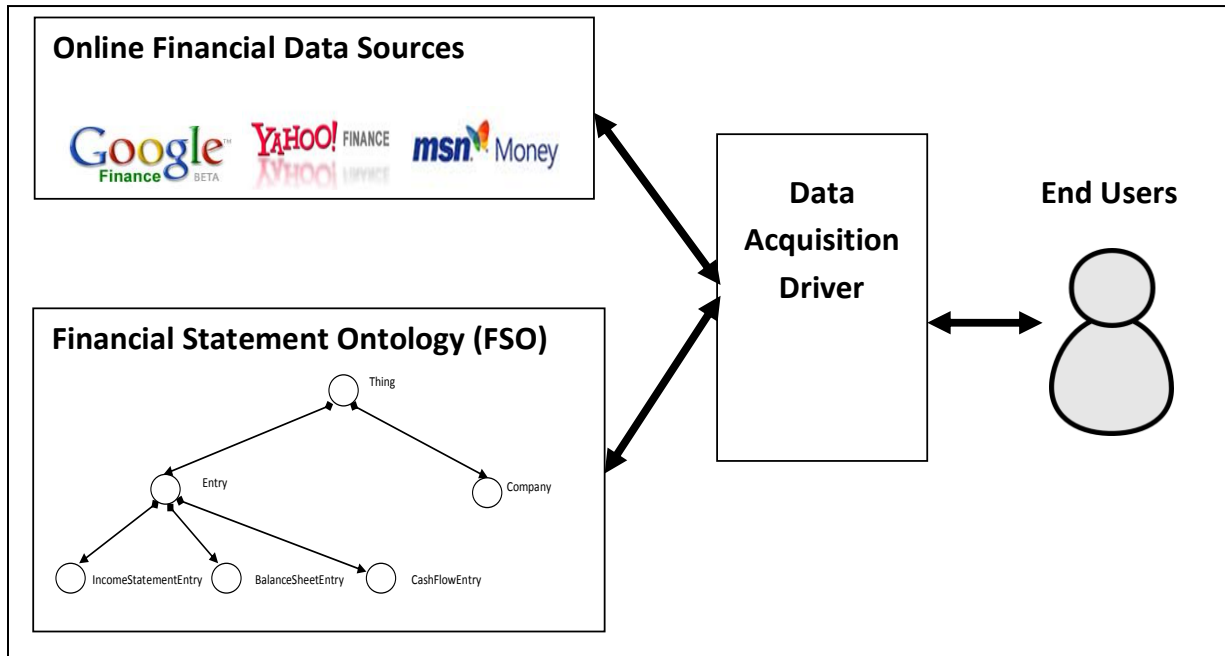 Online Financial Data Sources
Google™
Finance BETA
YAHOO! FINANCE
msn Money
Financial Statement Ontology (FSO)
Thing
Entry
Company
IncomeStatementEntry
BalanceSheetEntry
CashFlowEntry
Data
Acquisition
Driver
End Users